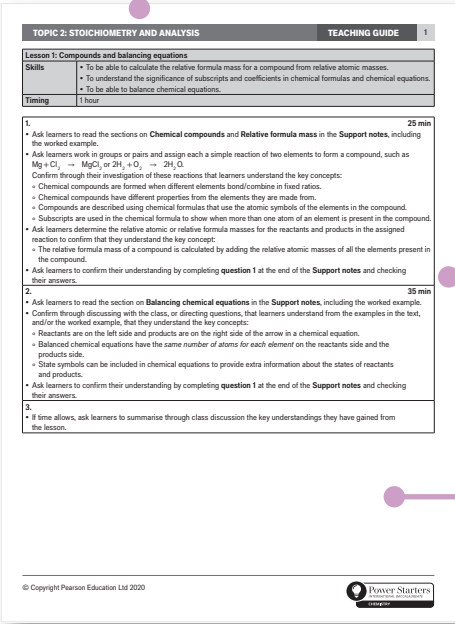 TOPIC 2: STOICHIOMETRY AND ANALYSIS TEACHING GUIDE 1
Lesson 1: Compounds and balancing equations
Skills • To be able to calculate the relative formula mass for a compound from relative atomic masses.
• To understand the significance of subscripts and coefficients in chemical formulas and chemical equations.
• To be able to balance chemical equations.
Timing 1 hour
1. 25 min
• Ask learners to read the sections on Chemical compounds and Relative formula mass in the Support notes, including
the worked example.
• Ask learners work in groups or pairs and assign each a simple reaction of two elements to form a compound, such as
Mg + Cl₂ → MgCl₂ or 2H₂ + O₂ → 2H₂O.
Confirm through their investigation of these reactions that learners understand the key concepts:
◦ Chemical compounds are formed when different elements bond/combine in fixed ratios.
◦ Chemical compounds have different properties from the elements they are made from.
◦ Compounds are described using chemical formulas that use the atomic symbols of the elements in the compound.
◦ Subscripts are used in the chemical formula to show when more than one atom of an element is present in the compound.
• Ask learners determine the relative atomic or relative formula masses for the reactants and products in the assigned
reaction to confirm that they understand the key concept:
◦ The relative formula mass of a compound is calculated by adding the relative atomic masses of all the elements present in
the compound.
• Ask learners to confirm their understanding by completing question 1 at the end of the Support notes and checking
their answers.
2. 35 min
• Ask learners to read the section on Balancing chemical equations in the Support notes, including the worked example.
• Confirm through discussing with the class, or directing questions, that learners understand from the examples in the text,
and/or the worked example, that they understand the key concepts:
◦ Reactants are on the left side and products are on the right side of the arrow in a chemical equation.
◦ Balanced chemical equations have the same number of atoms for each element on the reactants side and the
products side.
◦ State symbols can be included in chemical equations to provide extra information about the states of reactants
and products.
• Ask learners to confirm their understanding by completing question 1 at the end of the Support notes and checking
their answers.
3.
• If time allows, ask learners to summarise through class discussion the key understandings they have gained from
the lesson.
© Copyright Pearson Education Ltd 2020
Power Starters
INTERNATIONAL BACCALAUREATE
CHEMISTRY